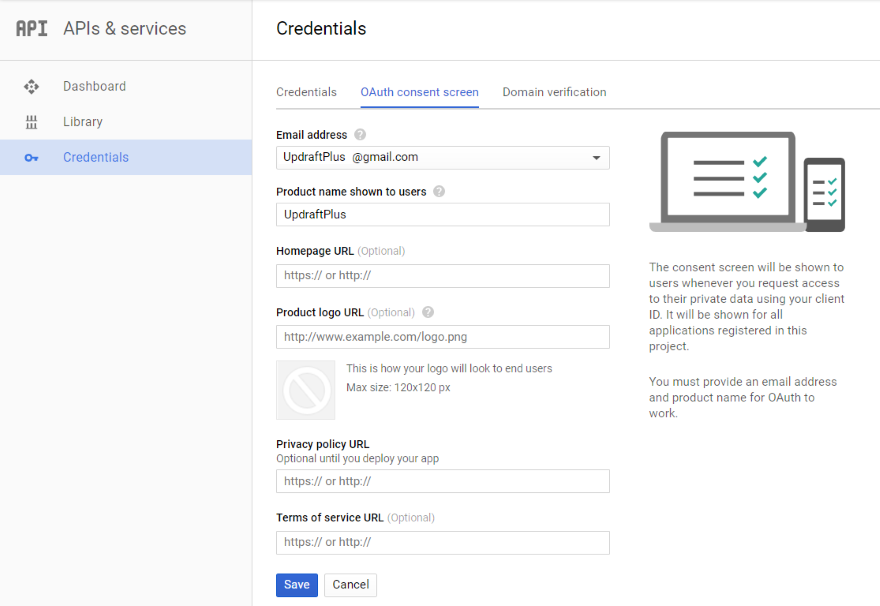 API APIs & services
Credentials
Dashboard
Library
Credentials
Credentials OAuth consent screen Domain verification
Email address ?
UpdraftPlus @gmail.com
Product name shown to users ?
UpdraftPlus
Homepage URL (Optional)
https:// or http://
Product logo URL (Optional) ?
http://www.example.com/logo.png
This is how your logo will look to end users
Max size: 120x120 px
Privacy policy URL
Optional until you deploy your app
https:// or http://
Terms of service URL (Optional)
https:// or http://
Save Cancel
The consent screen will be shown to
users whenever you request access
to their private data using your client
ID. It will be shown for all
applications registered in this
project.
You must provide an email address
and product name for OAuth to
work.